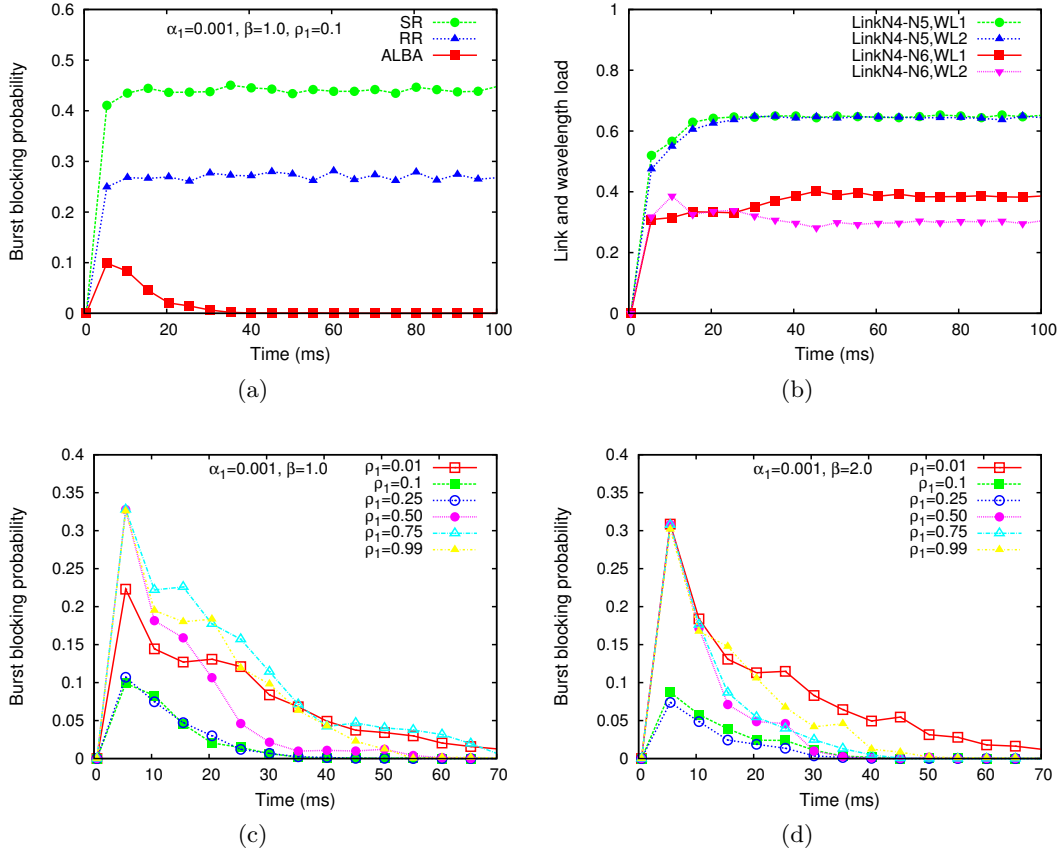 α1=0.001, β=1.0, ρ1=0.1
SR
RR
ALBA
Burst blocking probability
0.6
0.5
0.4
0.3
0.2
0.1
0
0 20 40 60 80 100
Time (ms)
(a)
LinkN4-N5,WL1
LinkN4-N5,WL2
LinkN4-N6,WL1
LinkN4-N6,WL2
Link and wavelength load
1
0.8
0.6
0.4
0.2
0
0 20 40 60 80 100
Time (ms)
(b)
α1=0.001, β=1.0
ρ1=0.01
ρ1=0.1
ρ1=0.25
ρ1=0.50
ρ1=0.75
ρ1=0.99
Burst blocking probability
0.4
0.35
0.3
0.25
0.2
0.15
0.1
0.05
0
0 10 20 30 40 50 60 70
Time (ms)
(c)
α1=0.001, β=2.0
ρ1=0.01
ρ1=0.1
ρ1=0.25
ρ1=0.50
ρ1=0.75
ρ1=0.99
Burst blocking probability
0.4
0.35
0.3
0.25
0.2
0.15
0.1
0.05
0
0 10 20 30 40 50 60 70
Time (ms)
(d)